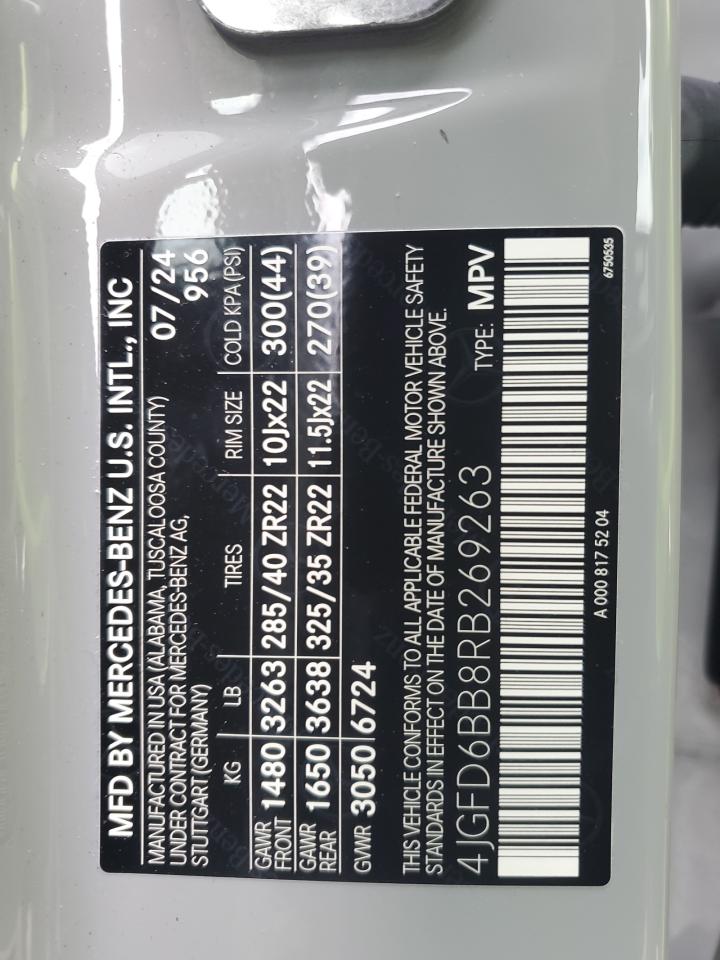 MFD BY MERCEDES-BENZ U.S. INTL., INC
MANUFACTURED IN USA (ALABAMA, TUSCALOOSA COUNTY)
UNDER CONTRACT FOR MERCEDES-BENZ AG,
STUTTGART (GERMANY)
07/24
956
KG LB TIRES RIM SIZE COLD KPA(PSI)
GAWR FRONT 1480 3263 285/40 ZR22 10Jx22 300(44)
GAWR REAR 1650 3638 325/35 ZR22 11.5Jx22 270(39)
GVWR 3050 6724
THIS VEHICLE CONFORMS TO ALL APPLICABLE FEDERAL MOTOR VEHICLE SAFETY
STANDARDS IN EFFECT ON THE DATE OF MANUFACTURE SHOWN ABOVE.
4JGFD6BB8RB269263 TYPE: MPV
A 000 817 52 04
6750535